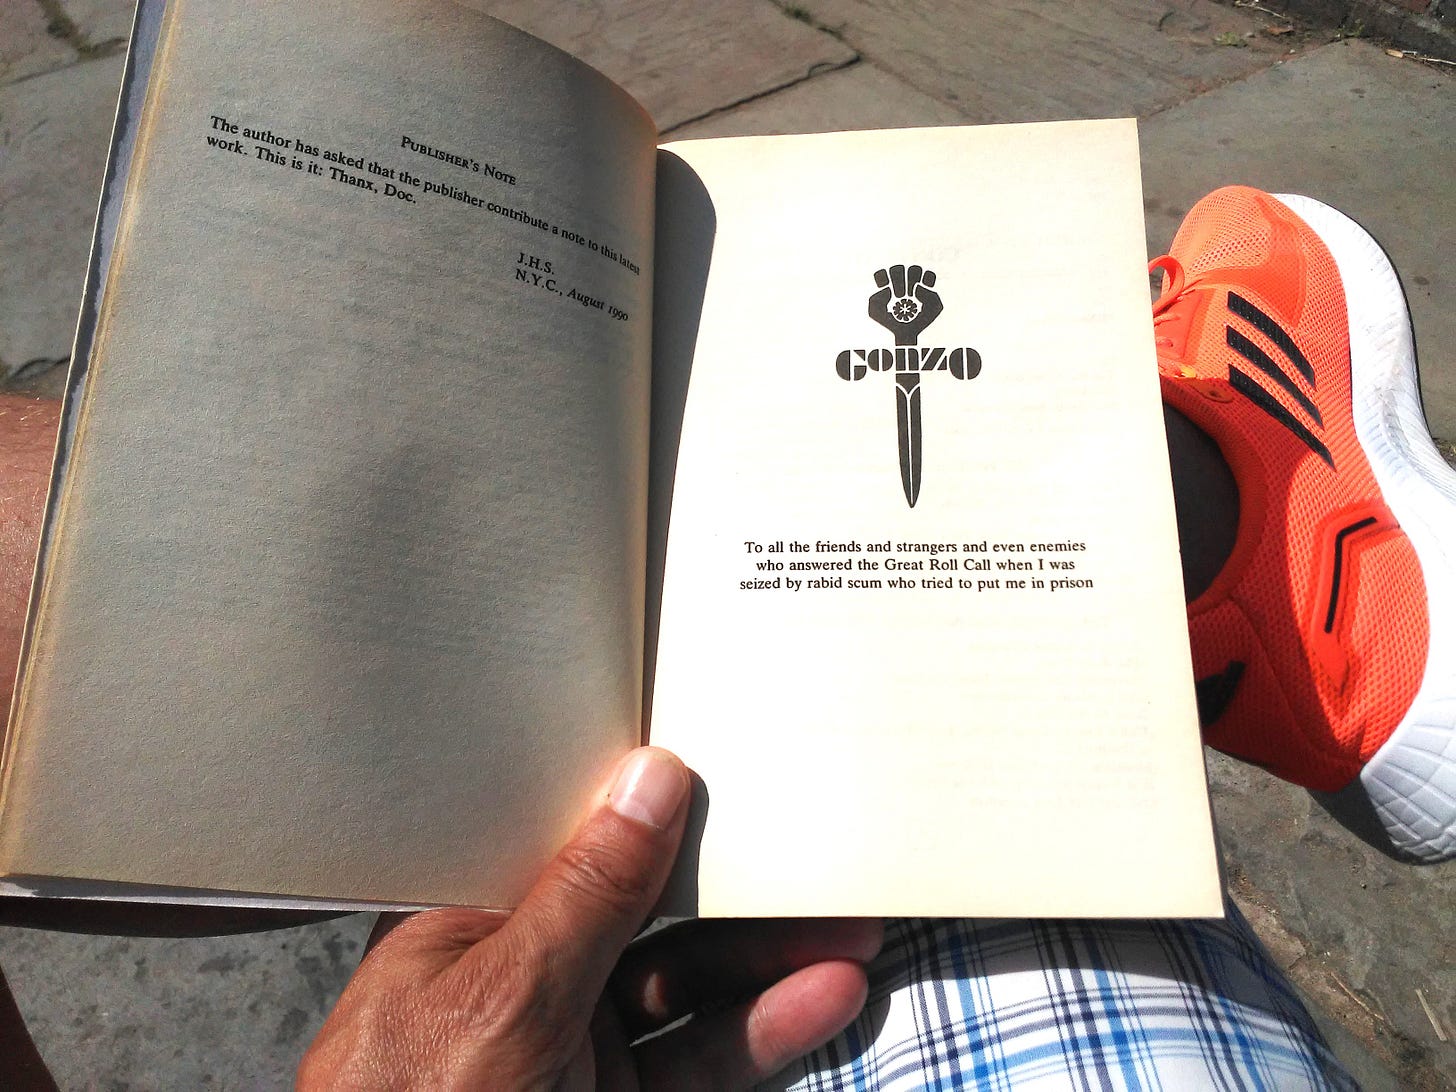 PUBLISHER'S NOTE
The author has asked that the publisher contribute a note to this latest
work. This is it: Thanx, Doc.
J.H.S.
N.Y.C., August 1990
GONZO
To all the friends and strangers and even enemies
who answered the Great Roll Call when I was
seized by rabid scum who tried to put me in prison